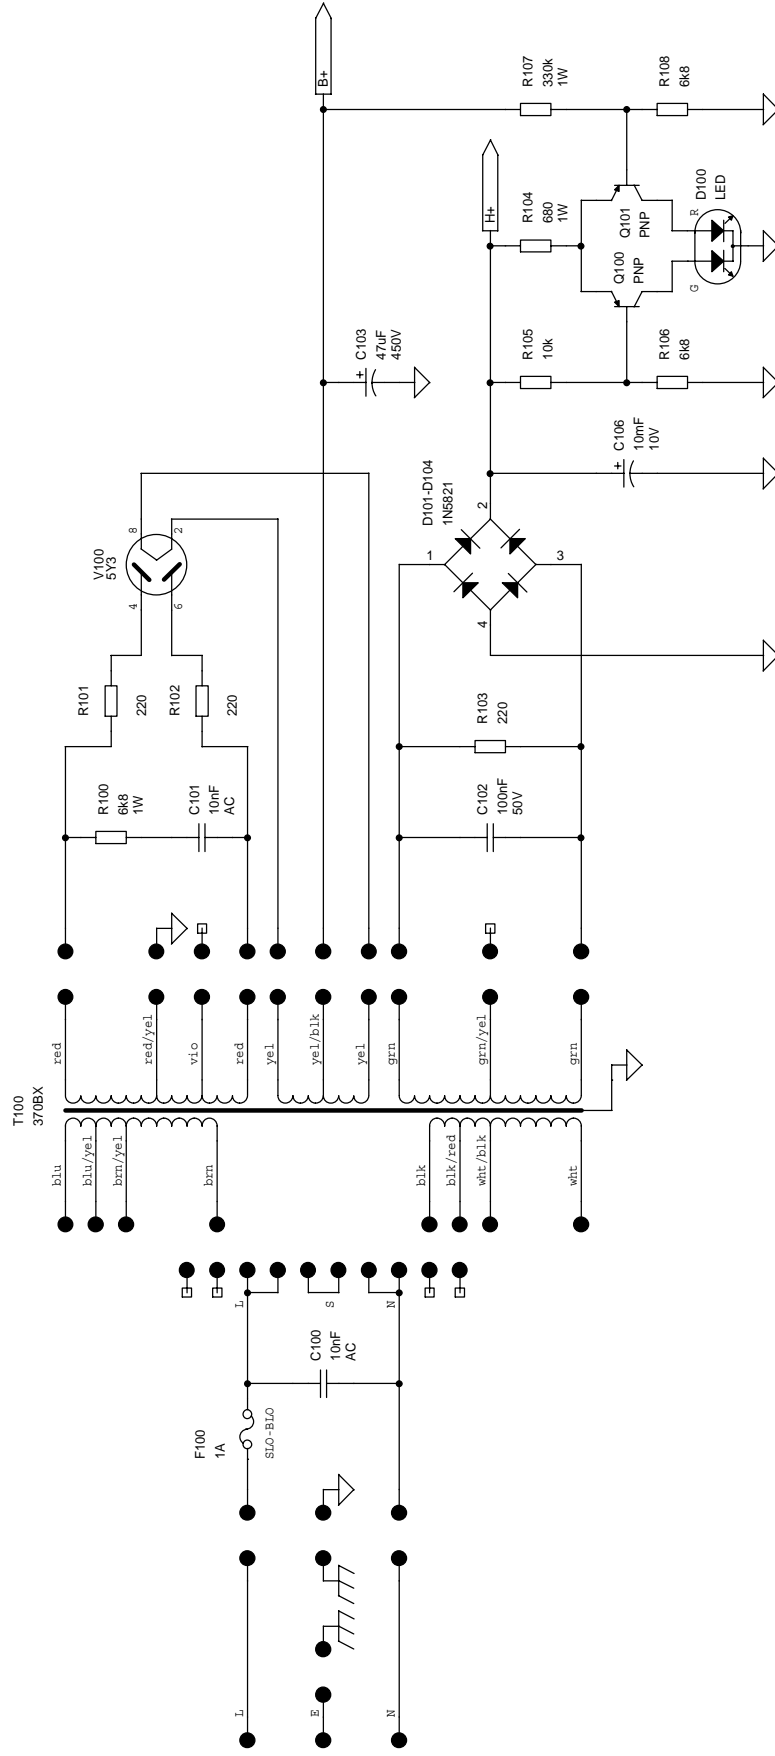 T100
370BX
blu
blu/yel
brn/yel
brn
blk
blk/red
wht/blk
wht
red
red/yel
vio
red
yel
yel/blk
yel
grn
grn/yel
grn
L
E
N
F100
1A
SLO-BLO
C100
10nF
AC
L
S
N
R100
6k8
1W
C101
10nF
AC
R101
220
R102
220
V100
5Y3
4
6
8
2
C102
100nF
50V
R103
220
D101-D104
1N5821
1
2
3
4
C103
47uF
450V
+
C106
10mF
10V
+
R105
10k
R106
6k8
R104
680
1W
H+
Q100
PNP
Q101
PNP
G
R
D100
LED
B+
R107
330k
1W
R108
6k8